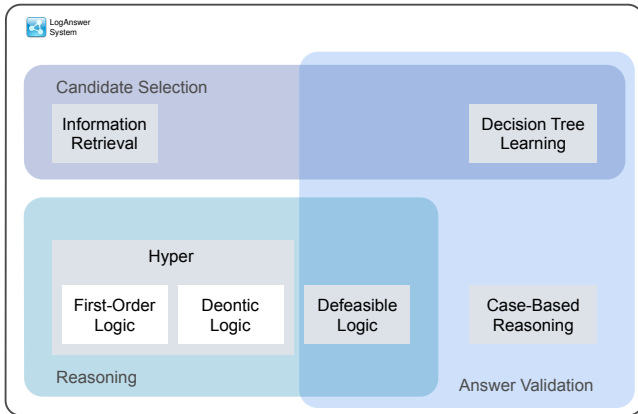 LogAnswer
System
Candidate Selection
Information
Retrieval
Decision Tree
Learning
Hyper
First-Order
Logic
Deontic
Logic
Defeasible
Logic
Case-Based
Reasoning
Reasoning
Answer Validation